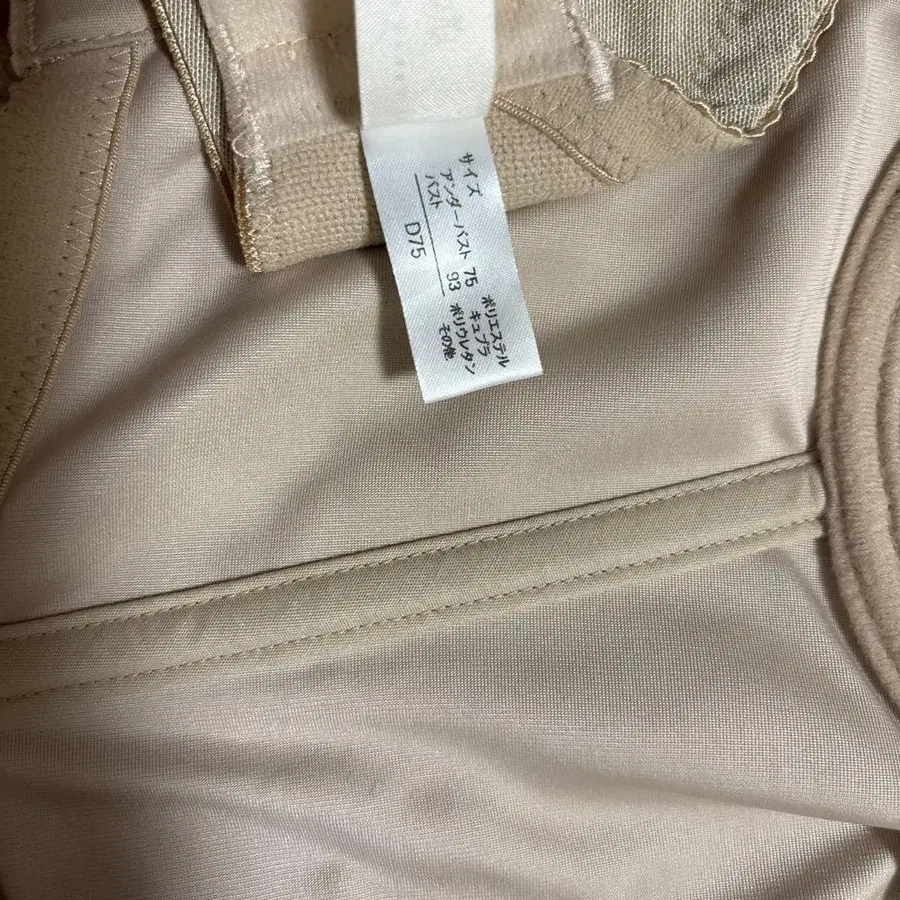 サイズ
アンダーバスト 75
バスト 93
D75
ポリエステル
キュプラ
ポリウレタン
その他